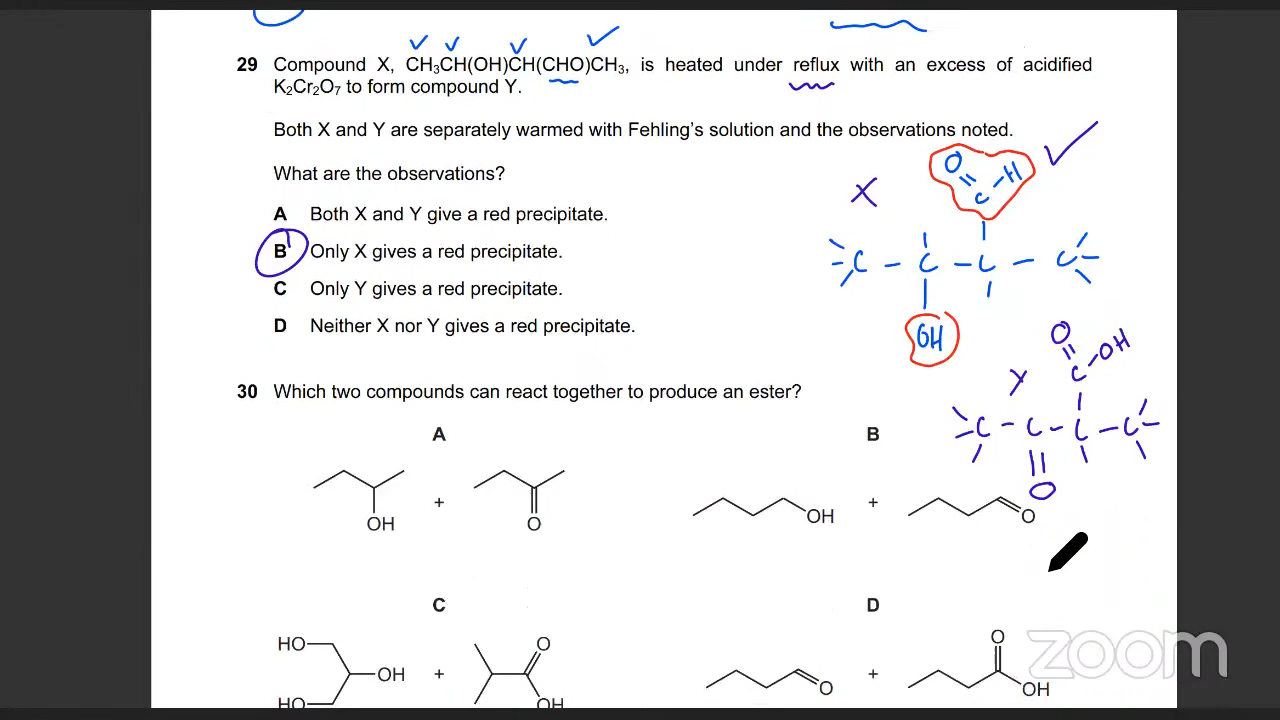 29 Compound X, CH₃CH(OH)CH(CHO)CH₃, is heated under reflux with an excess of acidified
K₂Cr₂O₇ to form compound Y.
Both X and Y are separately warmed with Fehling's solution and the observations noted.
What are the observations?
A Both X and Y give a red precipitate.
B Only X gives a red precipitate.
C Only Y gives a red precipitate.
D Neither X nor Y gives a red precipitate.
X
O
C H
C C C C
OH
O
C OH
Y
C C C C
O
30 Which two compounds can react together to produce an ester?
A B
OH + O
OH + O
C D
HO
OH
HO
+
O
OH
O + O
OH
zoom